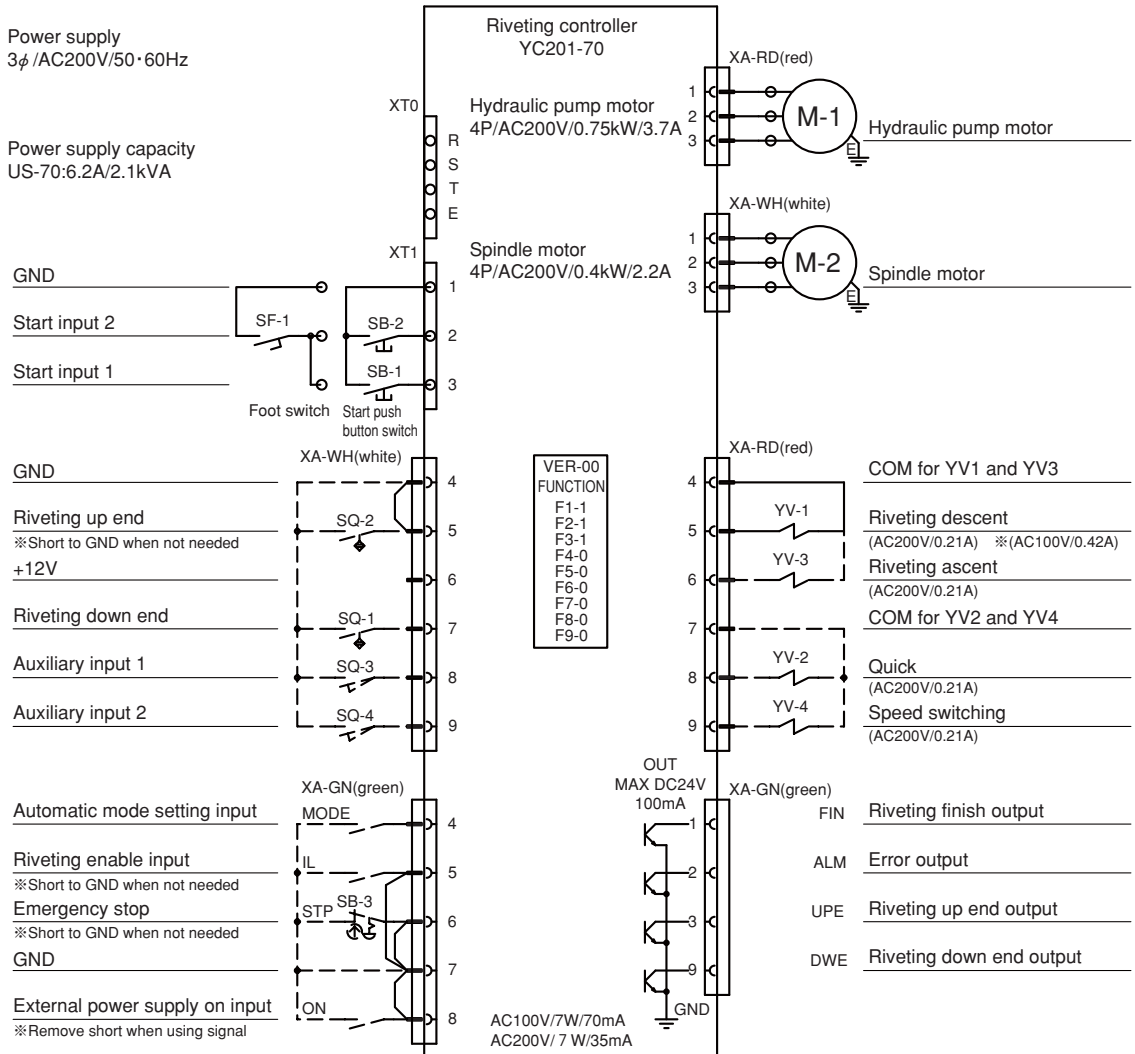 Riveting controller
YC201-70
Power supply
3ϕ/AC200V/50·60Hz
Power supply capacity
US-70:6.2A/2.1kVA
XT0
R
S
T
E
Hydraulic pump motor
4P/AC200V/0.75kW/3.7A
XA-RD(red)
1
2
3
M-1
E
Hydraulic pump motor
XA-WH(white)
Spindle motor
4P/AC200V/0.4kW/2.2A
1
2
3
M-2
E
Spindle motor
XT1
GND
1
Start input 2
SF-1
SB-2
2
Start input 1
SB-1
3
Foot switch
Start push
button switch
XA-WH(white)
GND
4
Riveting up end
※Short to GND when not needed
SQ-2
5
+12V
6
Riveting down end
SQ-1
7
Auxiliary input 1
SQ-3
8
Auxiliary input 2
SQ-4
9
VER-00
FUNCTION
F1-1
F2-1
F3-1
F4-0
F5-0
F6-0
F7-0
F8-0
F9-0
XA-RD(red)
4
COM for YV1 and YV3
5
YV-1
Riveting descent
(AC200V/0.21A) ※(AC100V/0.42A)
6
YV-3
Riveting ascent
(AC200V/0.21A)
7
COM for YV2 and YV4
8
YV-2
Quick
(AC200V/0.21A)
9
YV-4
Speed switching
(AC200V/0.21A)
XA-GN(green)
Automatic mode setting input
MODE
4
Riveting enable input
※Short to GND when not needed
IL
5
Emergency stop
※Short to GND when not needed
STP
SB-3
6
GND
7
External power supply on input
※Remove short when using signal
ON
8
OUT
MAX DC24V
100mA
XA-GN(green)
1
FIN
Riveting finish output
2
ALM
Error output
3
UPE
Riveting up end output
9
DWE
Riveting down end output
GND
AC100V/7W/70mA
AC200V/ 7 W/35mA